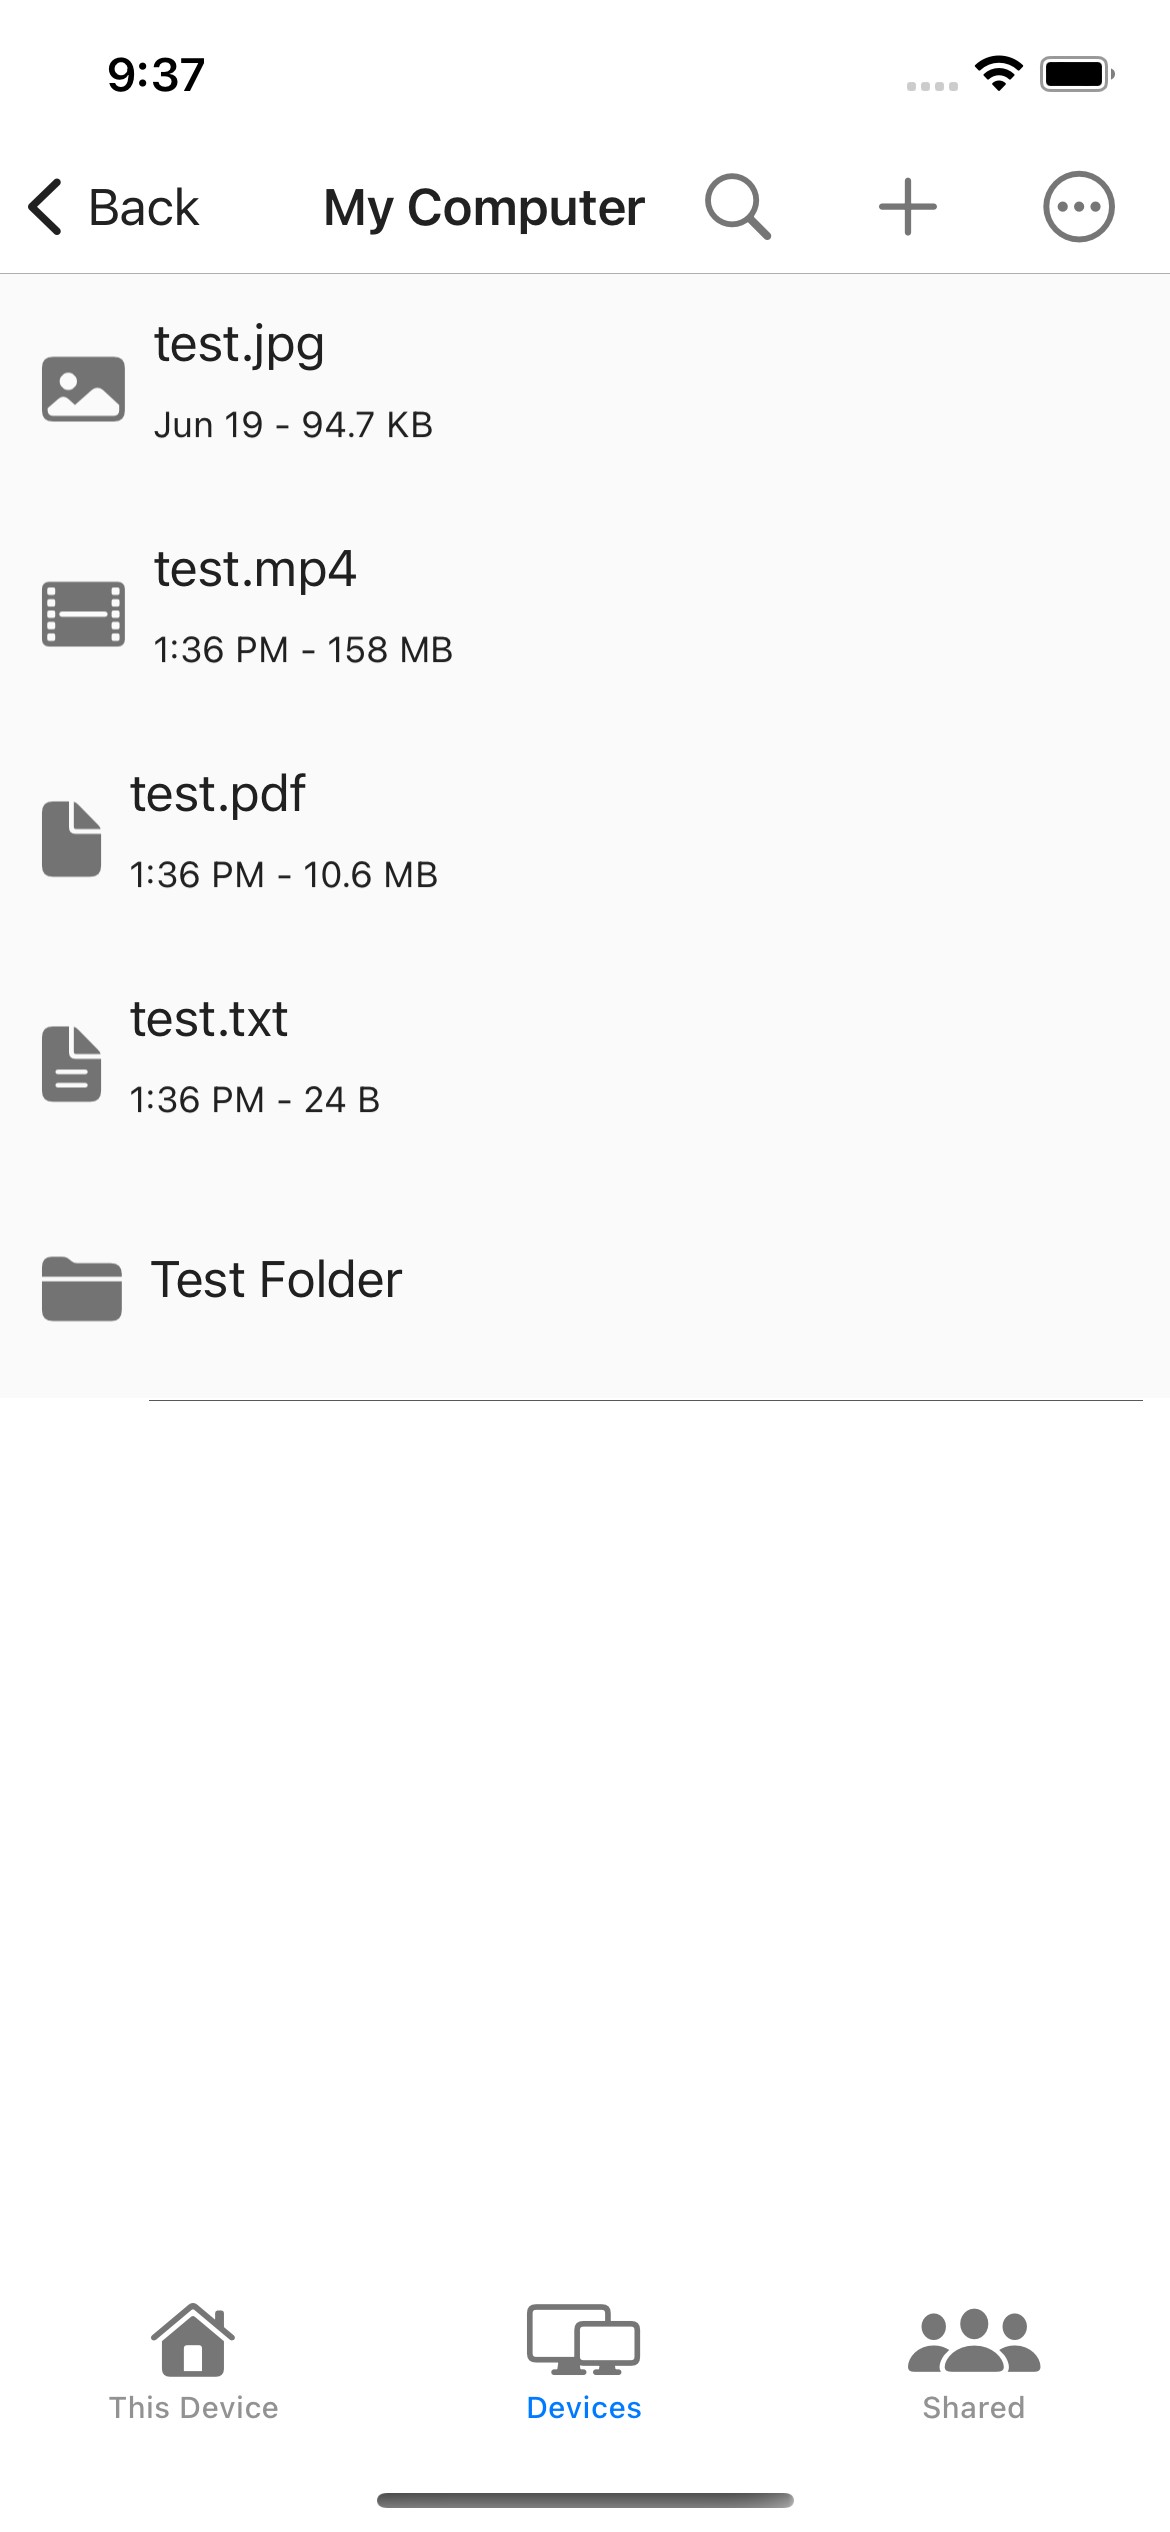 9:37
Back
My Computer
test.jpg
Jun 19 - 94.7 KB
test.mp4
1:36 PM - 158 MB
test.pdf
1:36 PM - 10.6 MB
test.txt
1:36 PM - 24 B
Test Folder
This Device
Devices
Shared